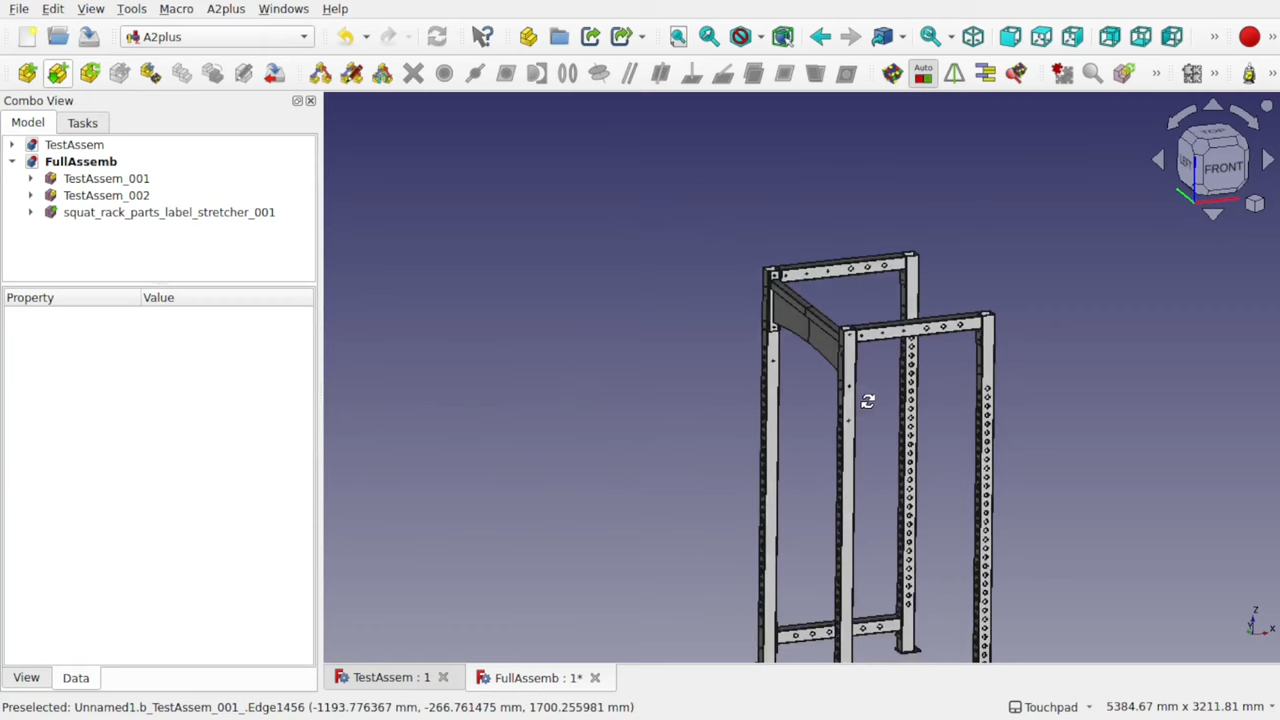 File Edit View Tools Macro A2plus Windows Help
A2plus
Auto
Combo View
Model Tasks
TestAssem
FullAssemb
TestAssem_001
TestAssem_002
squat_rack_parts_label_stretcher_001
Property Value
TOP
LEFT
FRONT
Z
Y
X
View Data
TestAssem : 1
FullAssemb : 1*
Preselected: Unnamed1.b_TestAssem_001_.Edge1456 (-1193.776367 mm, -266.761475 mm, 1700.255981 mm)
Touchpad
5384.67 mm x 3211.81 mm